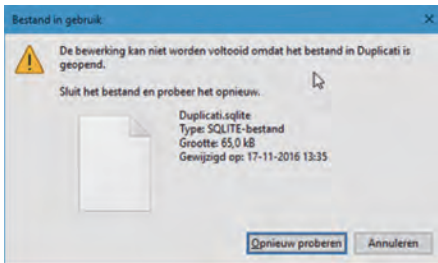 Bestand in gebruik
De bewerking kan niet worden voltooid omdat het bestand in Duplicati is
geopend.
Sluit het bestand en probeer het opnieuw.
Duplicati.sqlite
Type: SQLITE-bestand
Grootte: 65,0 kB
Gewijzigd op: 17-11-2016 13:35
Opnieuw proberen
Annuleren